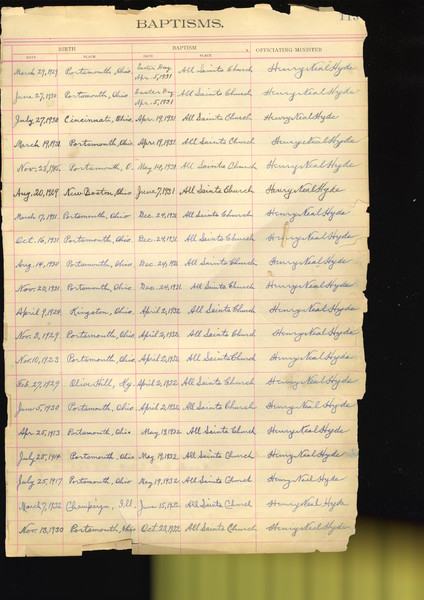 BAPTISMS.
BIRTH BAPTISM OFFICIATING MINISTER
DATE PLACE DATE PLACE
March 29, 1929 Portsmouth, Ohio Easter Day Apr. 5, 1931 All Saints Church Henry Neal Hyde
June 27, 1930 Portsmouth, Ohio Easter Day Apr. 5, 1931 All Saints Church Henry Neal Hyde
July 27, 1930 Cincinnati, Ohio Apr. 19, 1931 All Saints Church Henry Neal Hyde
March 19, 1931 Portsmouth, Ohio Apr. 19, 1931 All Saints Church Henry Neal Hyde
Nov. 25, Portsmouth, O. May 14, 1931 All Saints Church Henry Neal Hyde
Aug. 20, 1909 New Boston, Ohio June 7, 1931 All Saints Church Henry Neal Hyde
March 17, 1931 Portsmouth, Ohio Dec. 24, 1931 All Saints Church Henry Neal Hyde
Oct. 16, 1931 Portsmouth, Ohio Dec. 24, 1931 All Saints Church Henry Neal Hyde
Aug. 14, 1930 Portsmouth, Ohio Dec. 24, 1931 All Saints Church Henry Neal Hyde
Nov. 20, 1931 Portsmouth, Ohio Dec. 24, 1931 All Saints Church Henry Neal Hyde
April 9, 1924 Kingston, Ohio April 2, 1932 All Saints Church Henry Neal Hyde
Nov. 3, 1929 Portsmouth, Ohio April 2, 1932 All Saints Church Henry Neal Hyde
Nov. 10, 1923 Portsmouth, Ohio April 2, 1932 All Saints Church Henry Neal Hyde
Feb. 27, 1929 Olive Hill, Ky. April 2, 1932 All Saints Church Henry Neal Hyde
June 5, 1930 Portsmouth, Ohio April 2, 1932 All Saints Church Henry Neal Hyde
Apr. 25, 1913 Portsmouth, Ohio May 19, 1932 All Saints Church Henry Neal Hyde
July 28, 1914 Portsmouth, Ohio May 19, 1932 All Saints Church Henry Neal Hyde
July 25, 1917 Portsmouth, Ohio May 19, 1932 All Saints Church Henry Neal Hyde
March 7, 1932 Champaign, Ill. June 15, 1932 All Saints Church Henry Neal Hyde
Nov. 13, 1930 Portsmouth, Ohio Oct. 23, 1932 All Saints Church Henry Neal Hyde